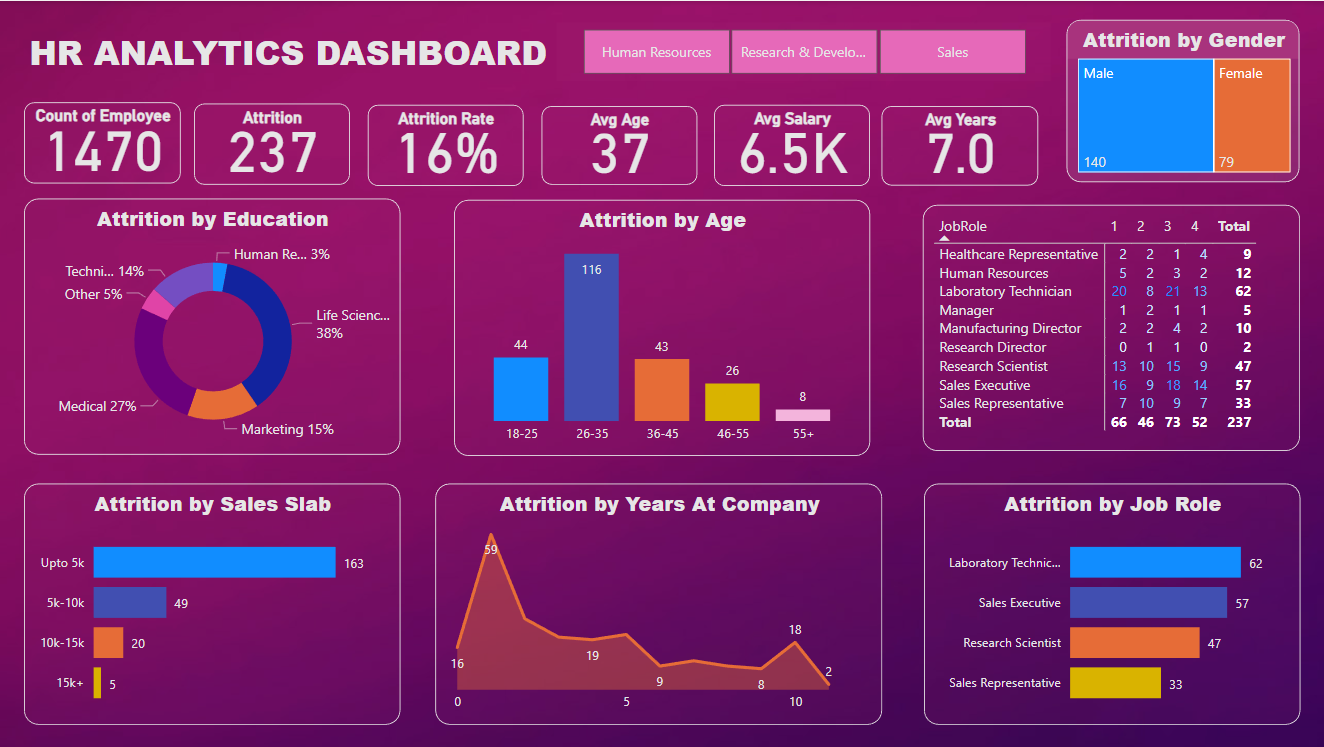 HR ANALYTICS DASHBOARD
Human Resources
Research & Develo...
Sales
Attrition by Gender
Male
Female
140
79
Count of Employee
1470
Attrition
237
Attrition Rate
16%
Avg Age
37
Avg Salary
6.5K
Avg Years
7.0
Attrition by Education
Human Re... 3%
Techni... 14%
Other 5%
Life Scienc...
38%
Medical 27%
Marketing 15%
Attrition by Age
116
44
43
26
8
18-25 26-35 36-45 46-55 55+
JobRole 1 2 3 4 Total
Healthcare Representative 2 2 1 4 9
Human Resources 5 2 3 2 12
Laboratory Technician 20 8 21 13 62
Manager 1 2 1 1 5
Manufacturing Director 2 2 4 2 10
Research Director 0 1 1 0 2
Research Scientist 13 10 15 9 47
Sales Executive 16 9 18 14 57
Sales Representative 7 10 9 7 33
Total 66 46 73 52 237
Attrition by Sales Slab
Upto 5k 163
5k-10k 49
10k-15k 20
15k+ 5
Attrition by Years At Company
59
18
16
19
9
8
2
0 5 10
Attrition by Job Role
Laboratory Technic... 62
Sales Executive 57
Research Scientist 47
Sales Representative 33